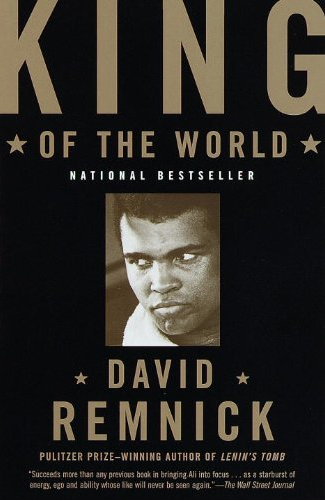 KING
OF THE WORLD
NATIONAL BESTSELLER
DAVID
REMNICK
PULITZER PRIZE–WINNING AUTHOR OF LENIN'S TOMB
"Succeeds more than any previous book in bringing Ali into focus . . . as a starburst of
energy, ego and ability whose like will never be seen again."—The Wall Street Journal